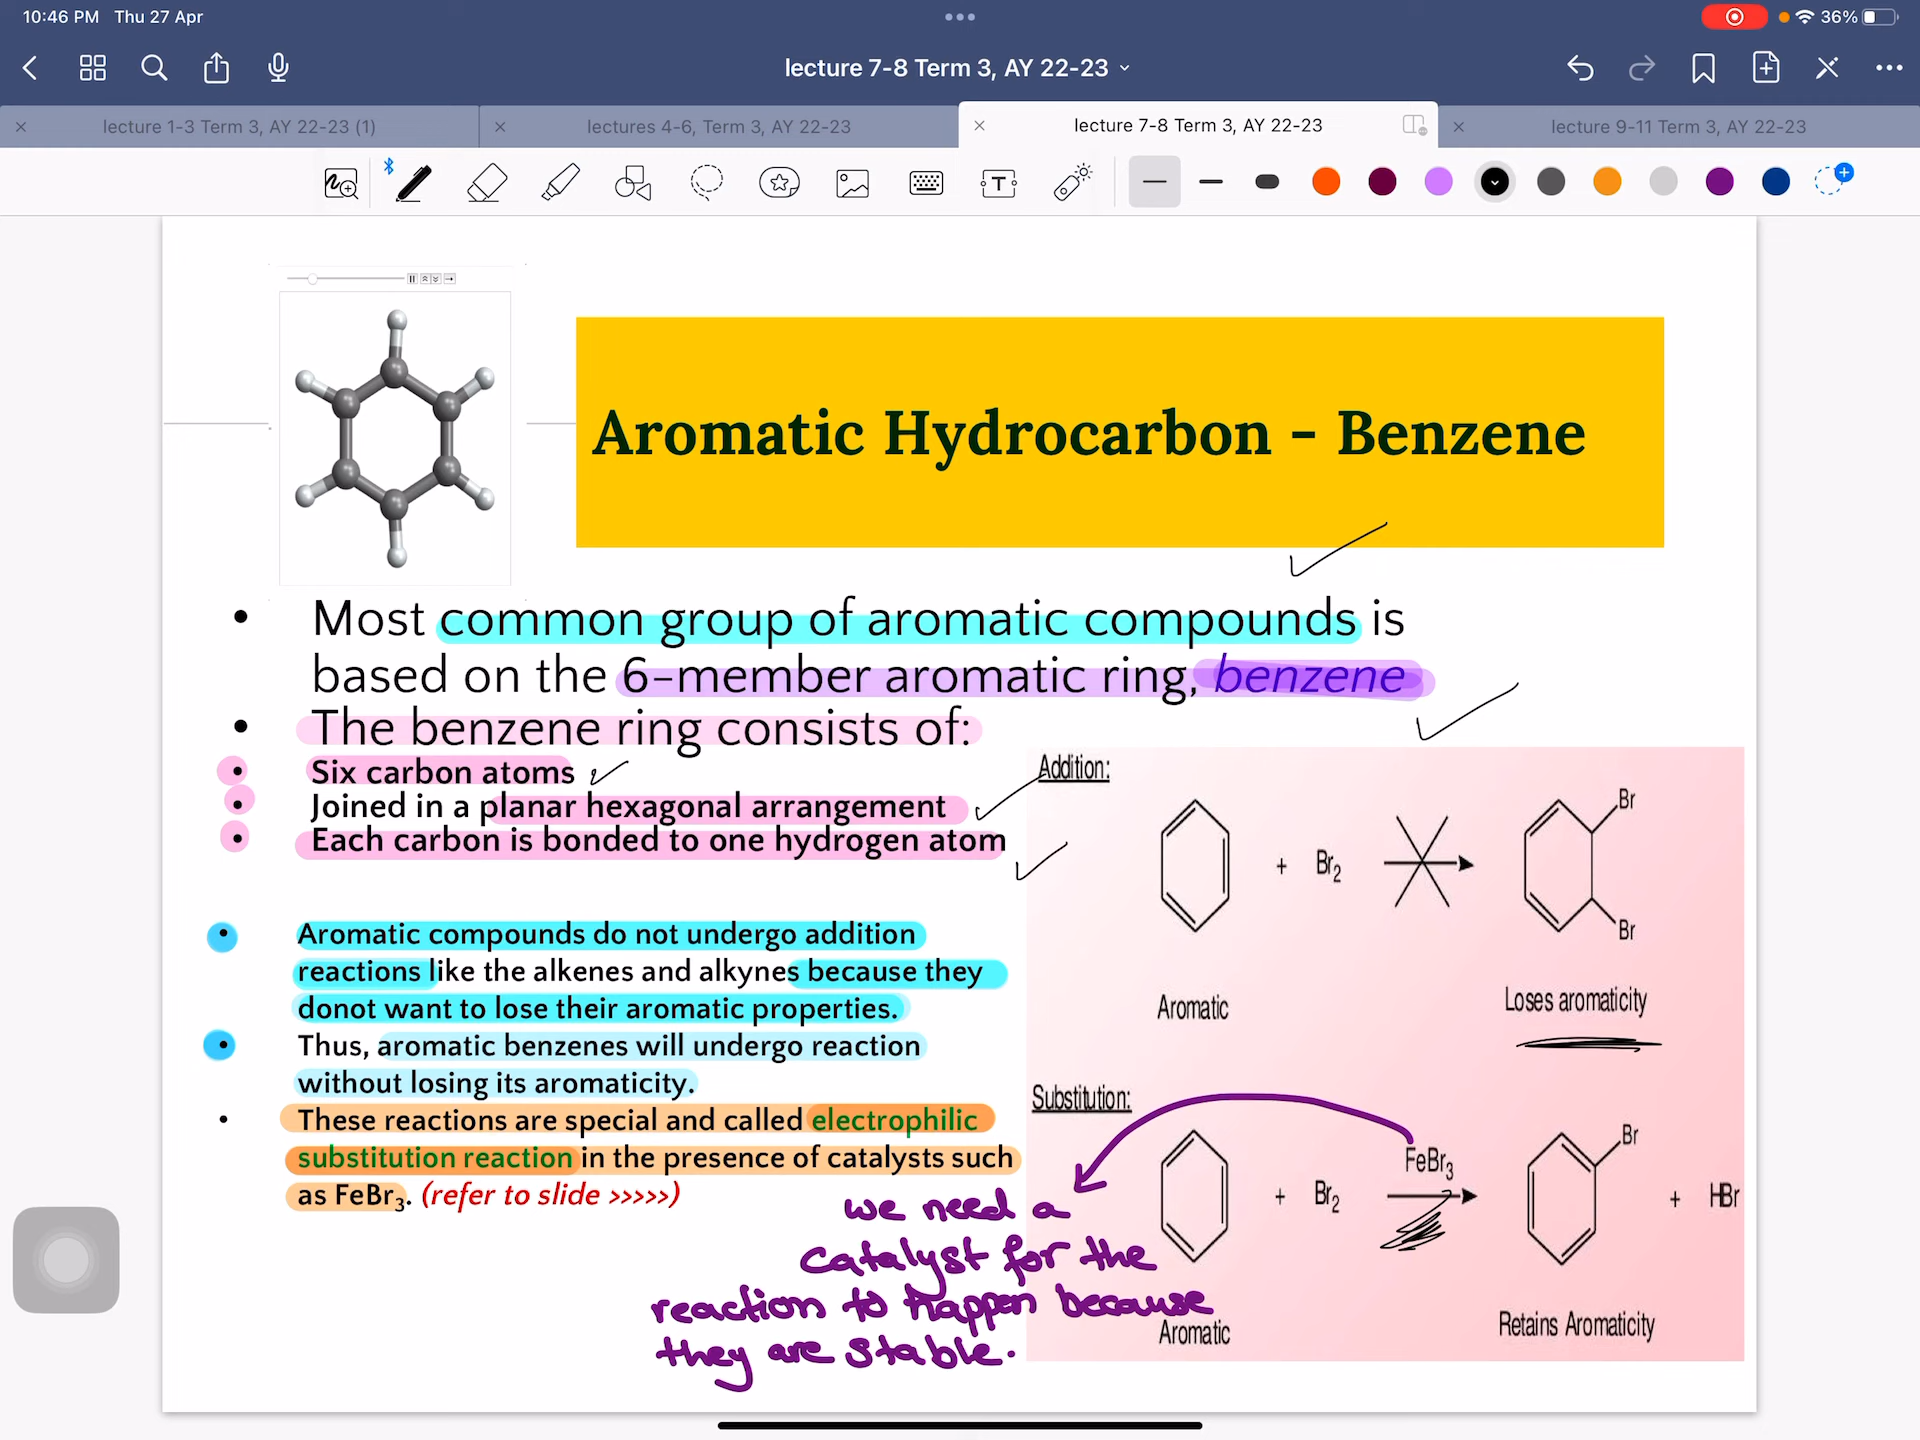 10:46 PM Thu 27 Apr
36%
lecture 7-8 Term 3, AY 22-23
lecture 1-3 Term 3, AY 22-23 (1)
lectures 4-6, Term 3, AY 22-23
lecture 7-8 Term 3, AY 22-23
lecture 9-11 Term 3, AY 22-23
T
Aromatic Hydrocarbon - Benzene
• Most common group of aromatic compounds is
based on the 6-member aromatic ring, benzene
• The benzene ring consists of:
• Six carbon atoms
• Joined in a planar hexagonal arrangement
• Each carbon is bonded to one hydrogen atom
• Aromatic compounds do not undergo addition
reactions like the alkenes and alkynes because they
donot want to lose their aromatic properties.
• Thus, aromatic benzenes will undergo reaction
without losing its aromaticity.
• These reactions are special and called electrophilic
substitution reaction in the presence of catalysts such
as FeBr₃. (refer to slide >>>>>)
Addition:
+ Br₂
Br
Br
Aromatic
Loses aromaticity
Substitution:
+ Br₂
FeBr₃
Br
+ HBr
Aromatic
Retains Aromaticity
we need a
catalyst for the
reaction to happen because
they are stable.